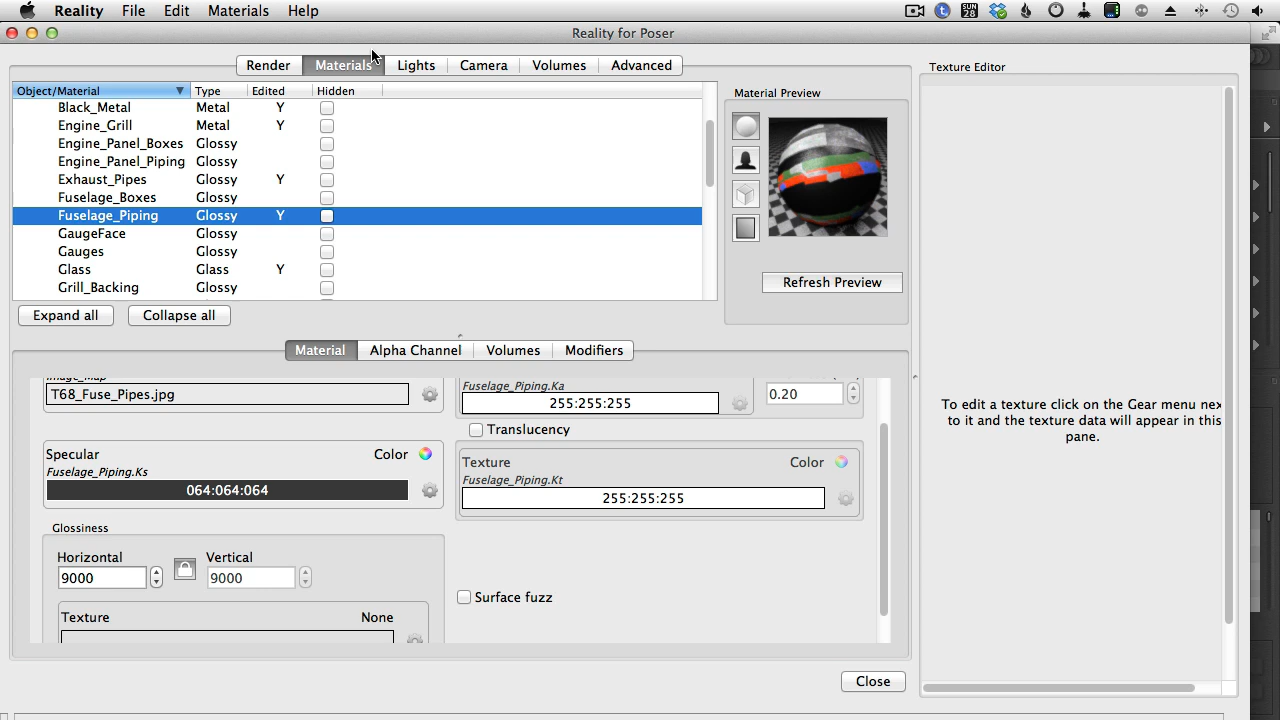 Reality File Edit Materials Help SUN 28
Reality for Poser
Render Materials Lights Camera Volumes Advanced
Texture Editor
Object/Material Type Edited Hidden
Material Preview
Black_Metal Metal Y
Engine_Grill Metal Y
Engine_Panel_Boxes Glossy
Engine_Panel_Piping Glossy
Exhaust_Pipes Glossy Y
Fuselage_Boxes Glossy
Fuselage_Piping Glossy Y
GaugeFace Glossy
Gauges Glossy
Glass Glass Y
Grill_Backing Glossy
Refresh Preview
Expand all Collapse all
Material Alpha Channel Volumes Modifiers
Image_Map
T68_Fuse_Pipes.jpg
Fuselage_Piping.Ka
255:255:255
0.20
Translucency
Specular Color
Fuselage_Piping.Ks
064:064:064
Texture Color
Fuselage_Piping.Kt
255:255:255
Glossiness
Horizontal Vertical
9000 9000
Texture None
Surface fuzz
To edit a texture click on the Gear menu nex
to it and the texture data will appear in this
pane.
Close